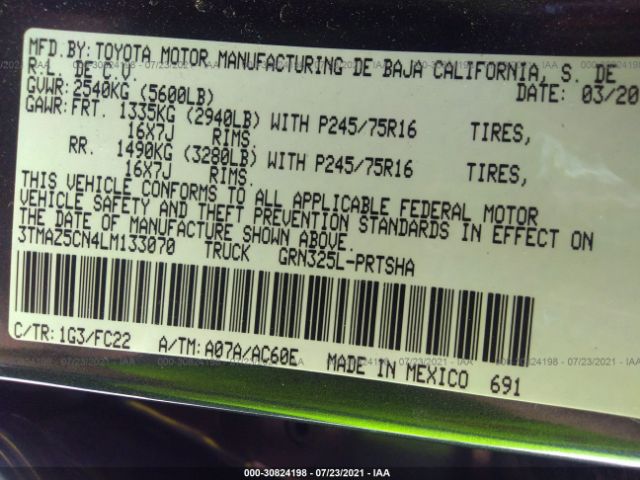 MFD.BY:TOYOTA MOTOR MANUFACTURING DE BAJA CALIFORNIA, S. DE
R.L. DE C.V. DATE: 03/20
GVWR:2540KG (5600LB)
GAWR:FRT. 1335KG (2940LB) WITH P245/75R16 TIRES,
16X7J RIMS.
RR. 1490KG (3280LB) WITH P245/75R16 TIRES,
16X7J RIMS.
THIS VEHICLE CONFORMS TO ALL APPLICABLE FEDERAL MOTOR
VEHICLE SAFETY AND THEFT PREVENTION STANDARDS IN EFFECT ON
THE DATE OF MANUFACTURE SHOWN ABOVE.
3TMAZ5CN4LM133070 TRUCK GRN325L-PRTSHA
C/TR:1G3/FC22 A/TM:A07A/AC60E MADE IN MEXICO 691
000-30824198 - 07/23/2021 - IAA